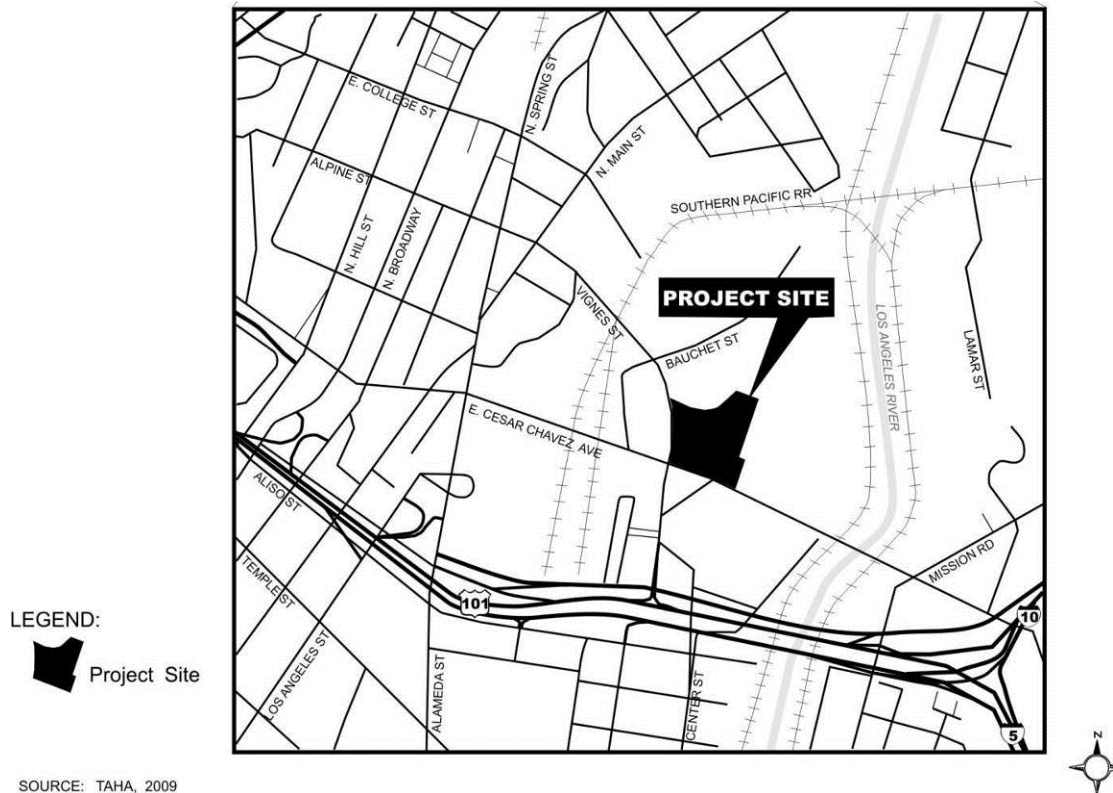 E. COLLEGE ST
N. SPRING ST
N. MAIN ST
ALPINE ST
SOUTHERN PACIFIC RR
N. HILL ST
N. BROADWAY
VIGNES ST
PROJECT SITE
BAUCHET ST
LOS ANGELES RIVER
LAMAR ST
E. CESAR CHAVEZ AVE
ALISO ST
MISSION RD
TEMPLE ST
101
10
LEGEND:
Project Site
LOS ANGELES ST
ALAMEDA ST
CENTER ST
5
N
SOURCE: TAHA, 2009